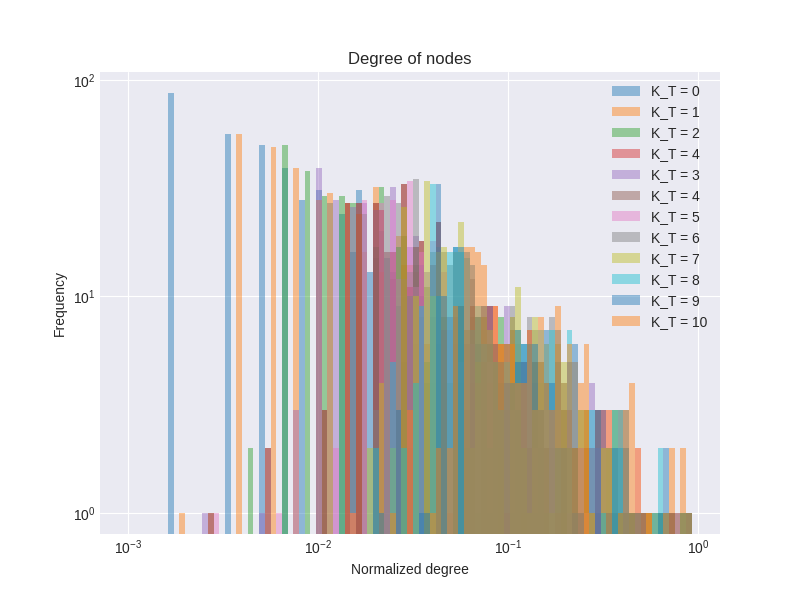 Degree of nodes
10²
10¹
10⁰
Frequency
K_T = 0
K_T = 1
K_T = 2
K_T = 4
K_T = 3
K_T = 4
K_T = 5
K_T = 6
K_T = 7
K_T = 8
K_T = 9
K_T = 10
10⁻³
10⁻²
10⁻¹
10⁰
Normalized degree